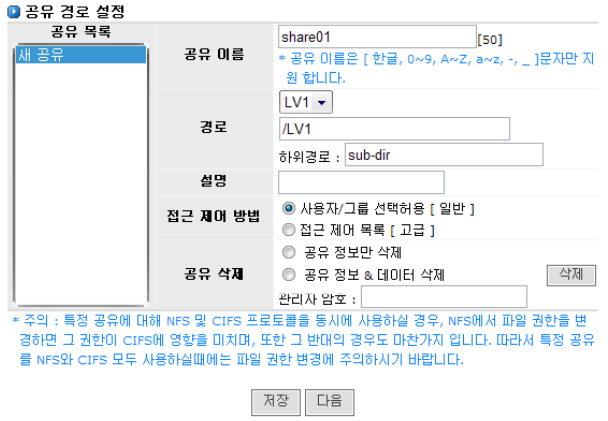 공유 경로 설정
공유 목록
새 공유
공유 이름
share01
[50]
* 공유 이름은 [ 한글, 0~9, A~Z, a~z, -, _ ]문자만 지
원 합니다.
경로
LV1
/LV1
하위경로 : sub-dir
설명
접근 제어 방법
사용자/그룹 선택허용 [ 일반 ]
접근 제어 목록 [ 고급 ]
공유 삭제
공유 정보만 삭제
공유 정보 & 데이터 삭제
삭제
관리자 암호 :
* 주의 : 특정 공유에 대해 NFS 및 CIFS 프로토콜을 동시에 사용하실 경우, NFS에서 파일 권한을 변
경하면 그 권한이 CIFS에 영향을 미치며, 또한 그 반대의 경우도 마찬가지 입니다. 따라서 특정 공유
를 NFS와 CIFS 모두 사용하실때에는 파일 권한 변경에 주의하시기 바랍니다.
저장 다음